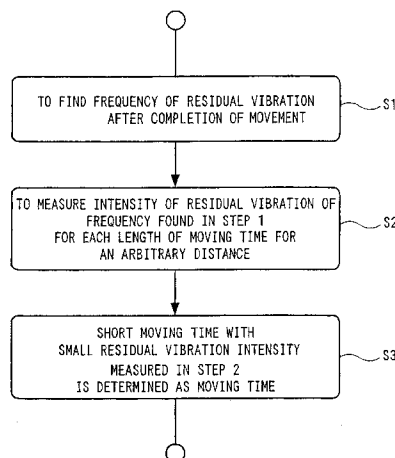 TO FIND FREQUENCY OF RESIDUAL VIBRATION
AFTER COMPLETION OF MOVEMENT
S1
TO MEASURE INTENSITY OF RESIDUAL VIBRATION OF
FREQUENCY FOUND IN STEP 1
FOR EACH LENGTH OF MOVING TIME FOR
AN ARBITRARY DISTANCE
S2
SHORT MOVING TIME WITH
SMALL RESIDUAL VIBRATION INTENSITY
MEASURED IN STEP 2
IS DETERMINED AS MOVING TIME
S3